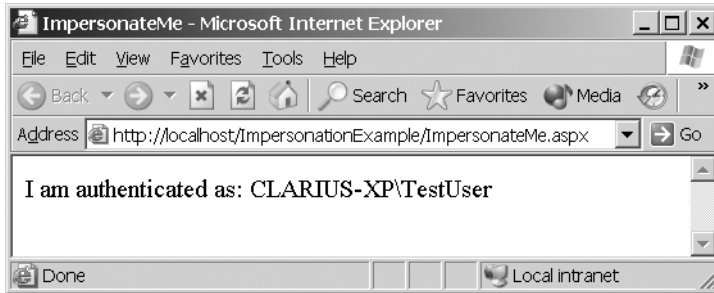 ImpersonateMe - Microsoft Internet Explorer
File Edit View Favorites Tools Help
Back Search Favorites Media »
Address http://localhost/ImpersonationExample/ImpersonateMe.aspx Go
I am authenticated as: CLARIUS-XP\TestUser
Done Local intranet